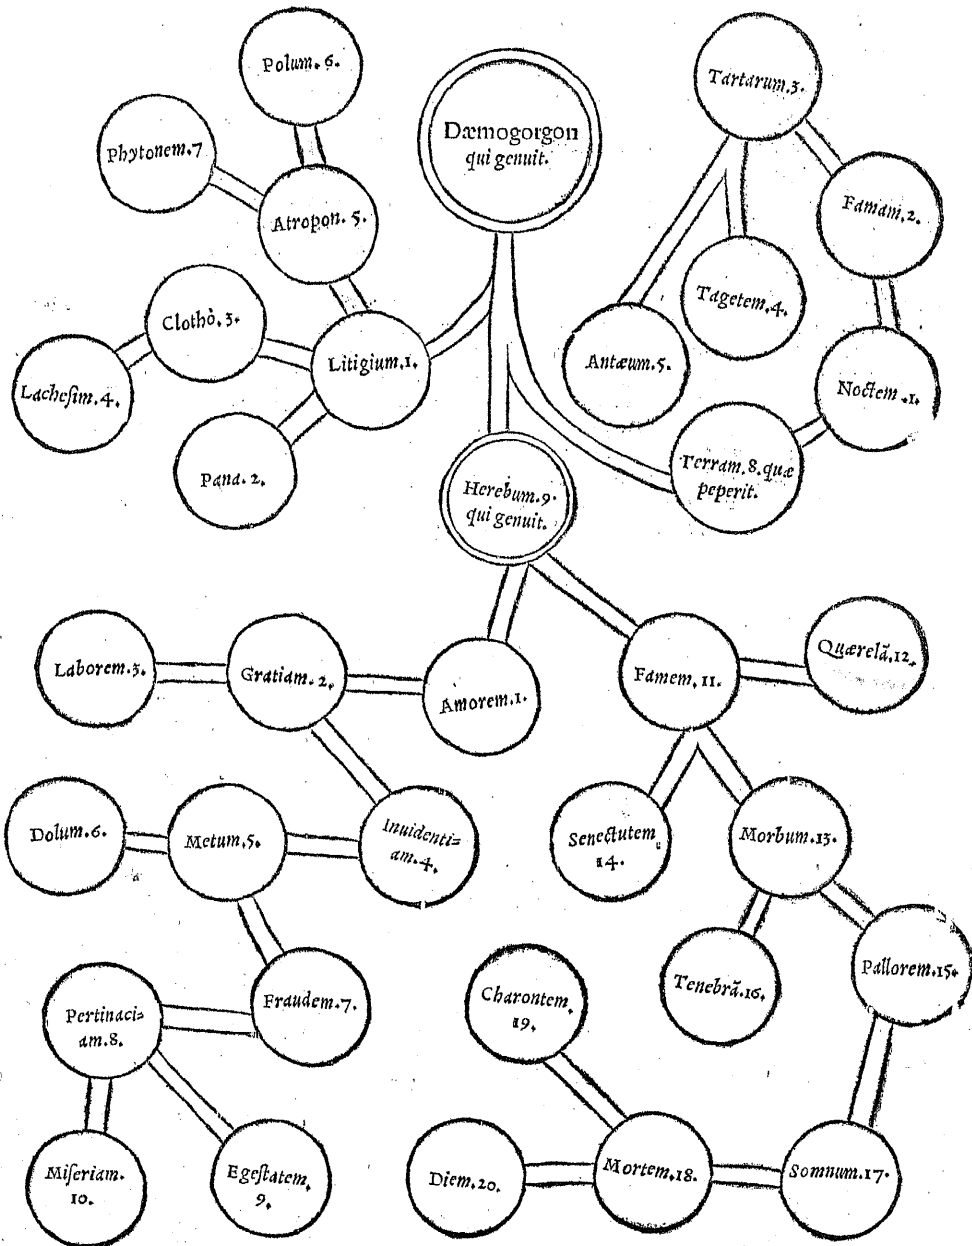 Dæmogorgon
qui genuit.
Litigium.1.
Pana.2.
Clothò.3.
Lacheſim.4.
Atropon.5.
Polum.6.
Phytonem.7
Terram.8.quæ
peperit.
Noctem.1.
Famam.2.
Tartarum.3.
Tagetem.4.
Antæum.5.
Herebum.9.
qui genuit.
Amorem.1.
Gratiam.2.
Laborem.3.
Inuidenti=
am.4.
Metum.5.
Dolum.6.
Fraudem.7.
Pertinaci=
am.8.
Egeſtatem.
9.
Miſeriam.
10.
Famem.11.
Quærelã.12.
Morbum.13.
Senectutem
14.
Pallorem.15.
Tenebrã.16.
Somnum.17.
Mortem.18.
Charontem.
19.
Diem.20.